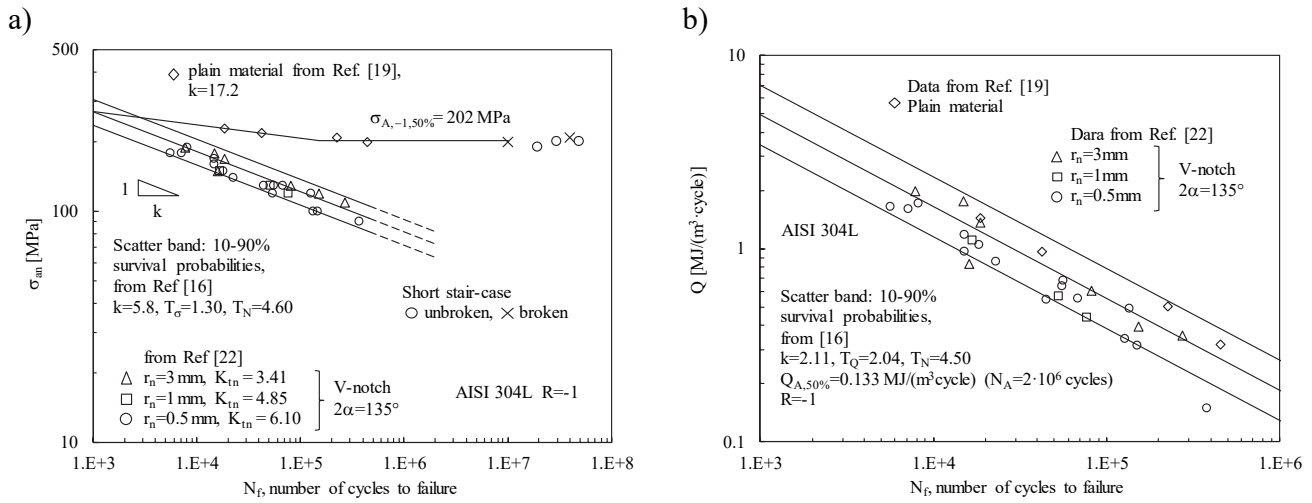 a)
500
100
10
σan [MPa]
plain material from Ref. [19],
k=17.2
σA,−1,50%= 202 MPa
1
k
Scatter band: 10-90%
survival probabilities,
from Ref [16]
k=5.8, Tσ=1.30, TN=4.60
Short stair-case
unbroken, broken
from Ref [22]
rn=3 mm, Ktn = 3.41
rn=1 mm, Ktn = 4.85
rn=0.5 mm, Ktn = 6.10
V-notch
2α=135°
AISI 304L R=-1
1.E+3 1.E+4 1.E+5 1.E+6 1.E+7 1.E+8
Nf, number of cycles to failure
b)
10
1
0.1
Q [MJ/(m³·cycle)]
Data from Ref. [19]
Plain material
Dara from Ref. [22]
rn=3mm
rn=1mm
rn=0.5mm
V-notch
2α=135°
AISI 304L
Scatter band: 10-90%
survival probabilities,
from [16]
k=2.11, TQ=2.04, TN=4.50
QA,50%=0.133 MJ/(m³cycle) (NA=2·10⁶ cycles)
R=-1
1.E+3 1.E+4 1.E+5 1.E+6
Nf, number of cycles to failure